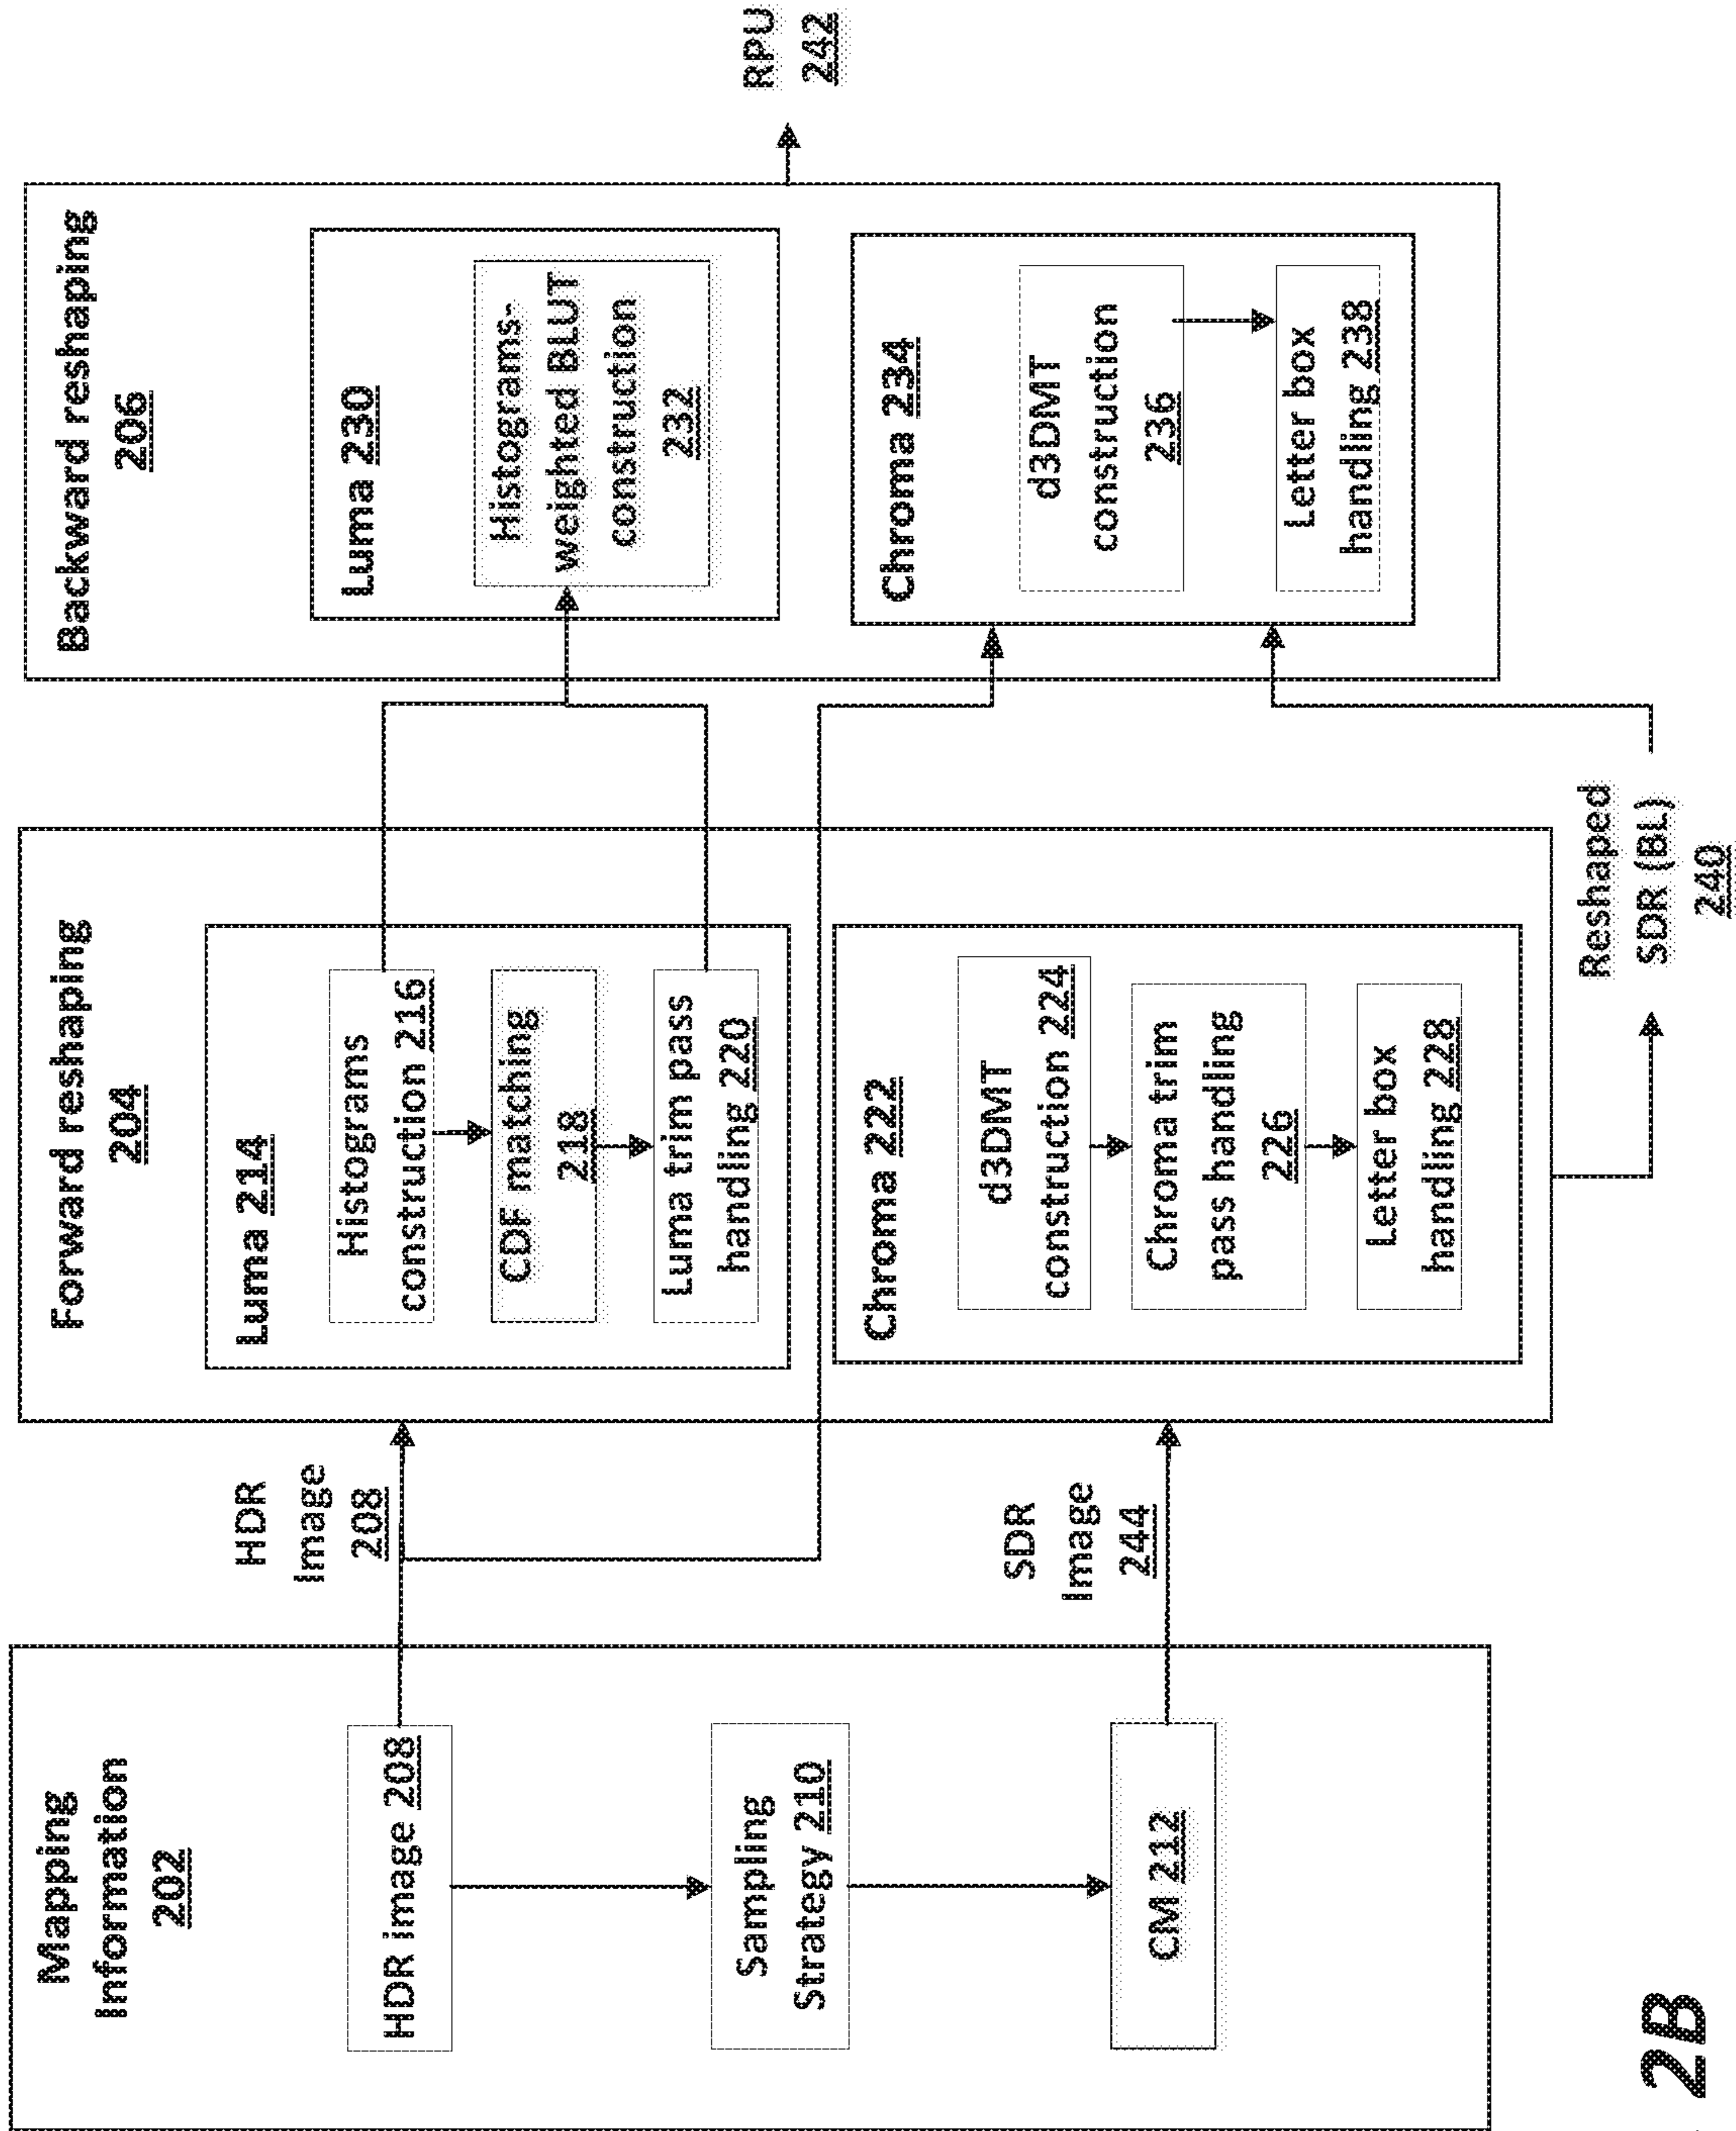 Mapping
Information
202
HDR image 208
Sampling
Strategy 210
CM 212
HDR
Image
208
SDR
Image
244
Forward reshaping
204
Luma 214
Histograms
construction 216
CDF matching
218
Luma trim pass
handling 220
Chroma 222
d3DMT
construction 224
Chroma trim
pass handling
226
Letter box
handling 228
Reshaped
SDR (BL)
240
Backward reshaping
206
Luma 230
Histograms-
weighted BLUT
construction
232
Chroma 234
d3DMT
construction
236
Letter box
handling 238
RPU
242
2B